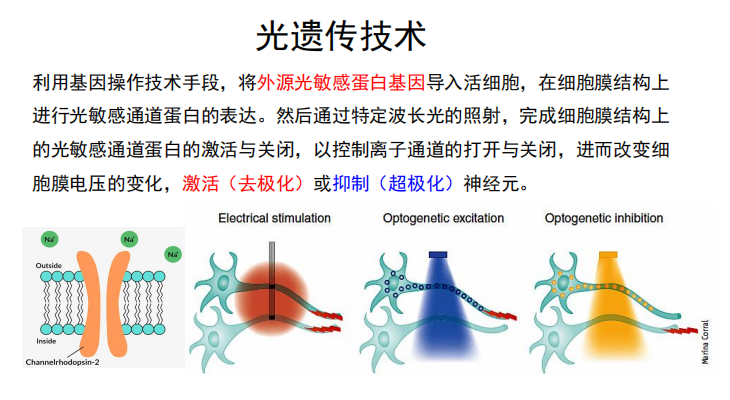 光遗传技术
利用基因操作技术手段，将外源光敏感蛋白基因导入活细胞，在细胞膜结构上
进行光敏感通道蛋白的表达。然后通过特定波长光的照射，完成细胞膜结构上
的光敏感通道蛋白的激活与关闭，以控制离子通道的打开与关闭，进而改变细
胞膜电压的变化，激活（去极化）或抑制（超极化）神经元。
Electrical stimulation
Optogenetic excitation
Optogenetic inhibition
Na+
Na+
Na+
Outside
Inside
Channelrhodopsin-2
Marina Corral